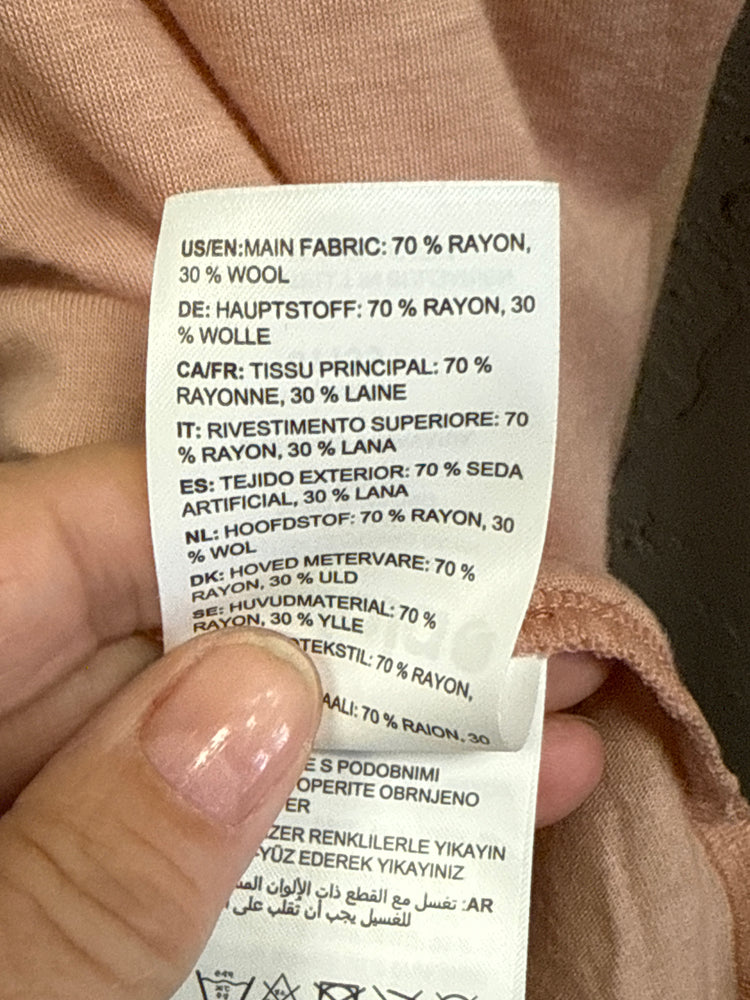 US/EN:MAIN FABRIC: 70 % RAYON,
30 % WOOL
DE: HAUPTSTOFF: 70 % RAYON, 30
% WOLLE
CA/FR: TISSU PRINCIPAL: 70 %
RAYONNE, 30 % LAINE
IT: RIVESTIMENTO SUPERIORE: 70
% RAYON, 30 % LANA
ES: TEJIDO EXTERIOR: 70 % SEDA
ARTIFICIAL, 30 % LANA
NL: HOOFDSTOF: 70 % RAYON, 30
% WOL
DK: HOVED METERVARE: 70 %
RAYON, 30 % ULD
SE: HUVUDMATERIAL: 70 %
RAYON, 30 % YLLE
TEKSTIL: 70 % RAYON,
AALI: 70 % RAION, 30
E S PODOBNIMI
OPERITE OBRNJENO
ER
ZER RENKLILERLE YIKAYIN
-YÜZ EDEREK YIKAYINIZ
AR: تغسل مع القطع ذات الألوان
للغسيل يجب أن تُقلب على